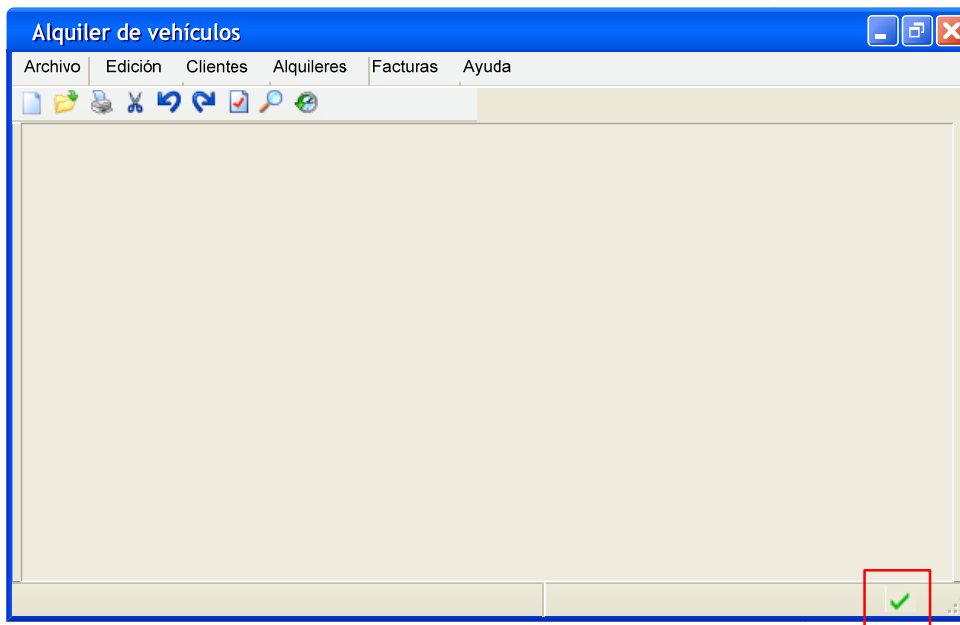 Alquiler de vehículos
Archivo Edición Clientes Alquileres Facturas Ayuda